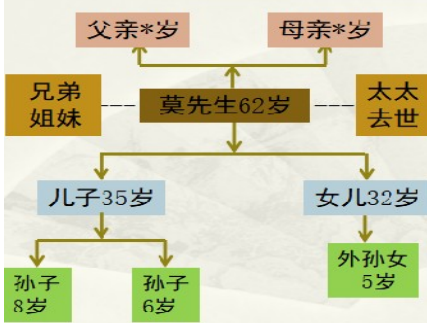 父亲*岁
母亲*岁
兄弟
姐妹
莫先生62岁
太太
去世
儿子35岁
女儿32岁
孙子
8岁
孙子
6岁
外孙女
5岁